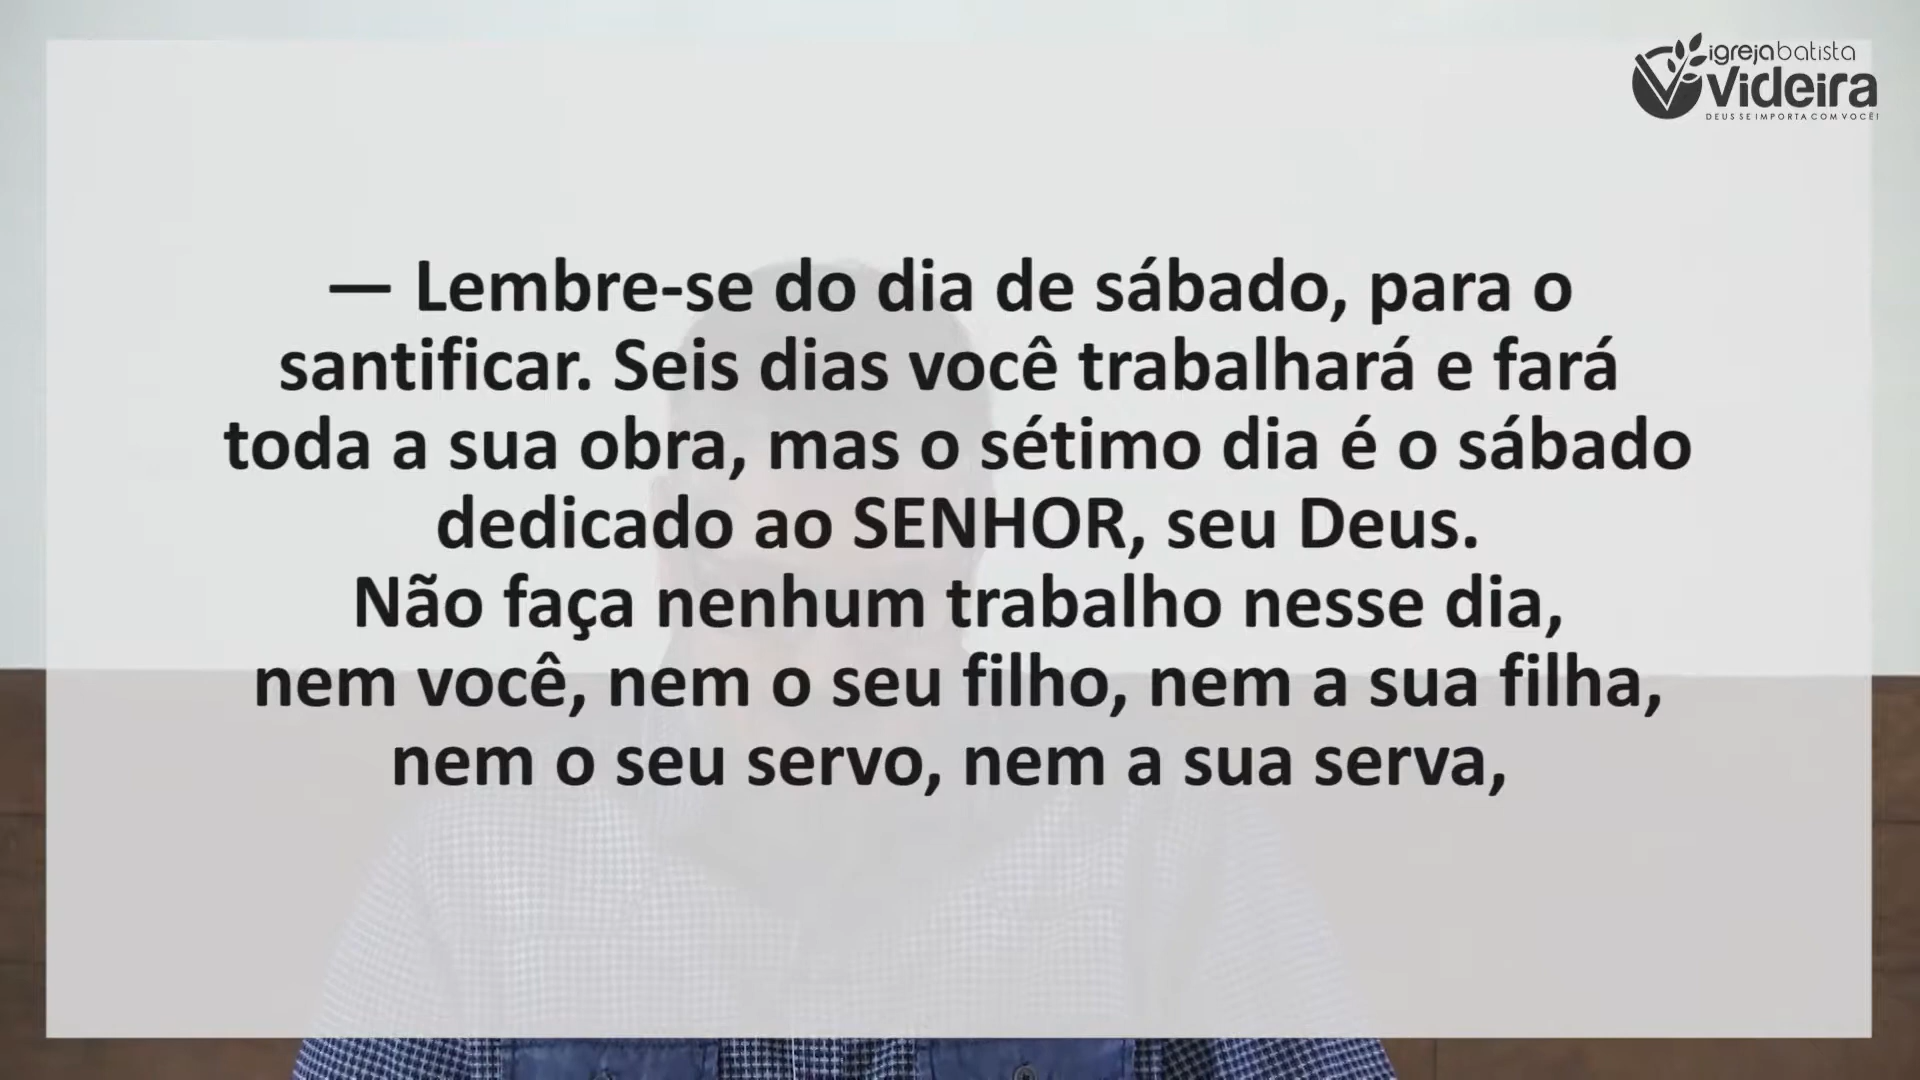 igrejabatista
Videira
DEUS SE IMPORTA COM VOCÊ!
— Lembre-se do dia de sábado, para o
santificar. Seis dias você trabalhará e fará
toda a sua obra, mas o sétimo dia é o sábado
dedicado ao SENHOR, seu Deus.
Não faça nenhum trabalho nesse dia,
nem você, nem o seu filho, nem a sua filha,
nem o seu servo, nem a sua serva,